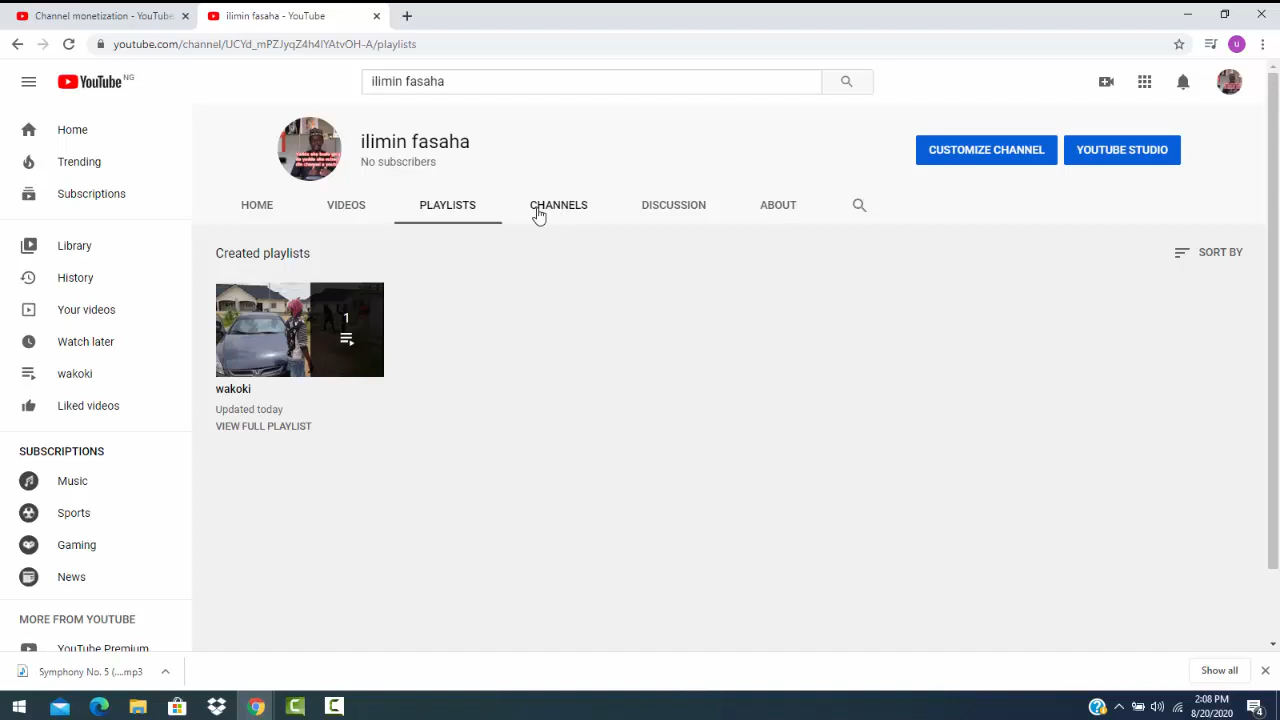 Channel monetization - YouTube
ilimin fasaha - YouTube
youtube.com/channel/UCYd_mPZJyqZ4h4lYAtvOH-A/playlists
YouTube NG
ilimin fasaha
Home
Trending
Subscriptions
Library
History
Your videos
Watch later
wakoki
Liked videos
SUBSCRIPTIONS
Music
Sports
Gaming
News
MORE FROM YOUTUBE
YouTube Premium
ilimin fasaha
No subscribers
CUSTOMIZE CHANNEL
YOUTUBE STUDIO
HOME VIDEOS PLAYLISTS CHANNELS DISCUSSION ABOUT
Created playlists
SORT BY
1
wakoki
Updated today
VIEW FULL PLAYLIST
Symphony No. 5 (....mp3
Show all
2:08 PM
8/20/2020
4